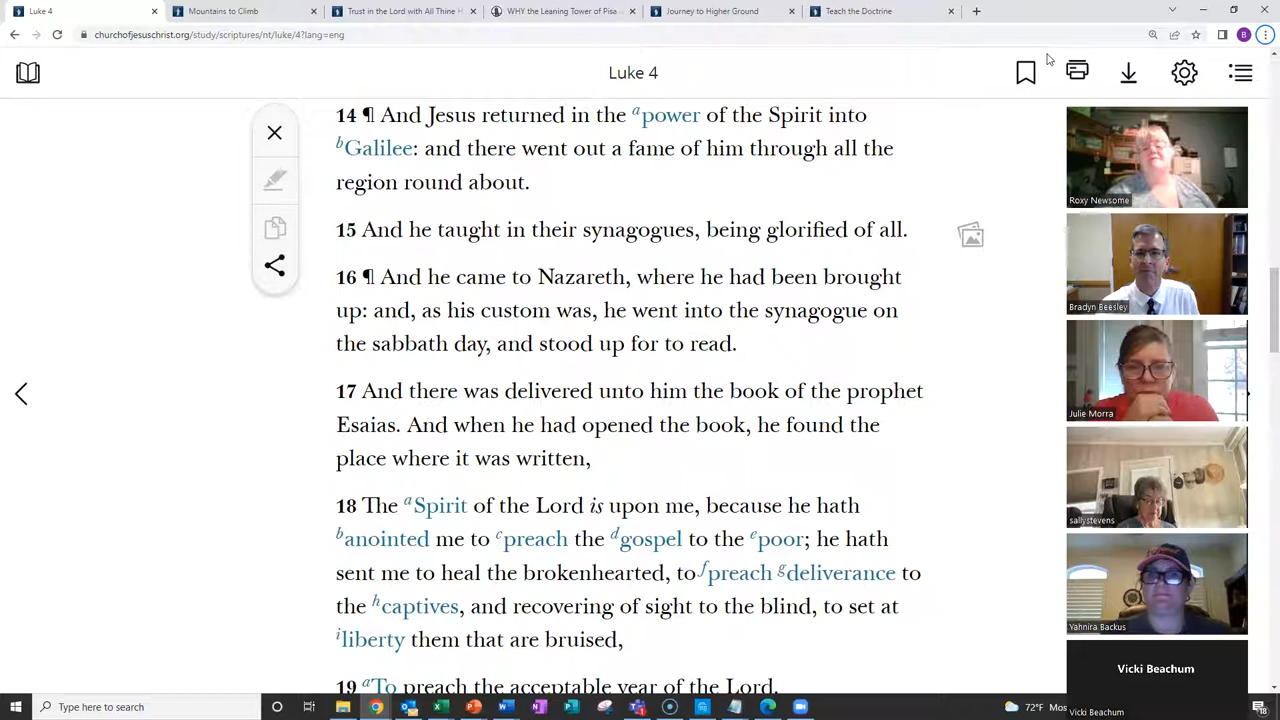 Luke 4
Mountains to Climb
Trust in the Lord with All Thine H
WHY the Leaning Tower of Pisa
Journey to Higher Ground
Teach the Doctrine
churchofjesuschrist.org/study/scriptures/nt/luke/4?lang=eng
B
Luke 4
14 ¶ And Jesus returned in the a power of the Spirit into
b Galilee: and there went out a fame of him through all the
region round about.
15 And he taught in their synagogues, being glorified of all.
16 ¶ And he came to Nazareth, where he had been brought
up: and, as his custom was, he went into the synagogue on
the sabbath day, and stood up for to read.
17 And there was delivered unto him the book of the prophet
Esaias. And when he had opened the book, he found the
place where it was written,
18 The a Spirit of the Lord is upon me, because he hath
b anointed me to c preach the d gospel to the e poor; he hath
sent me to heal the brokenhearted, to f preach g deliverance to
the h captives, and recovering of sight to the blind, to set at
i liberty them that are bruised,
19 a To preach the acceptable year of the Lord.
Roxy Newsome
Bradyn Beesley
Julie Morra
sallystevens
Yahnira Backus
Vicki Beachum
Vicki Beachum
Type here to search
72°F Mos
18